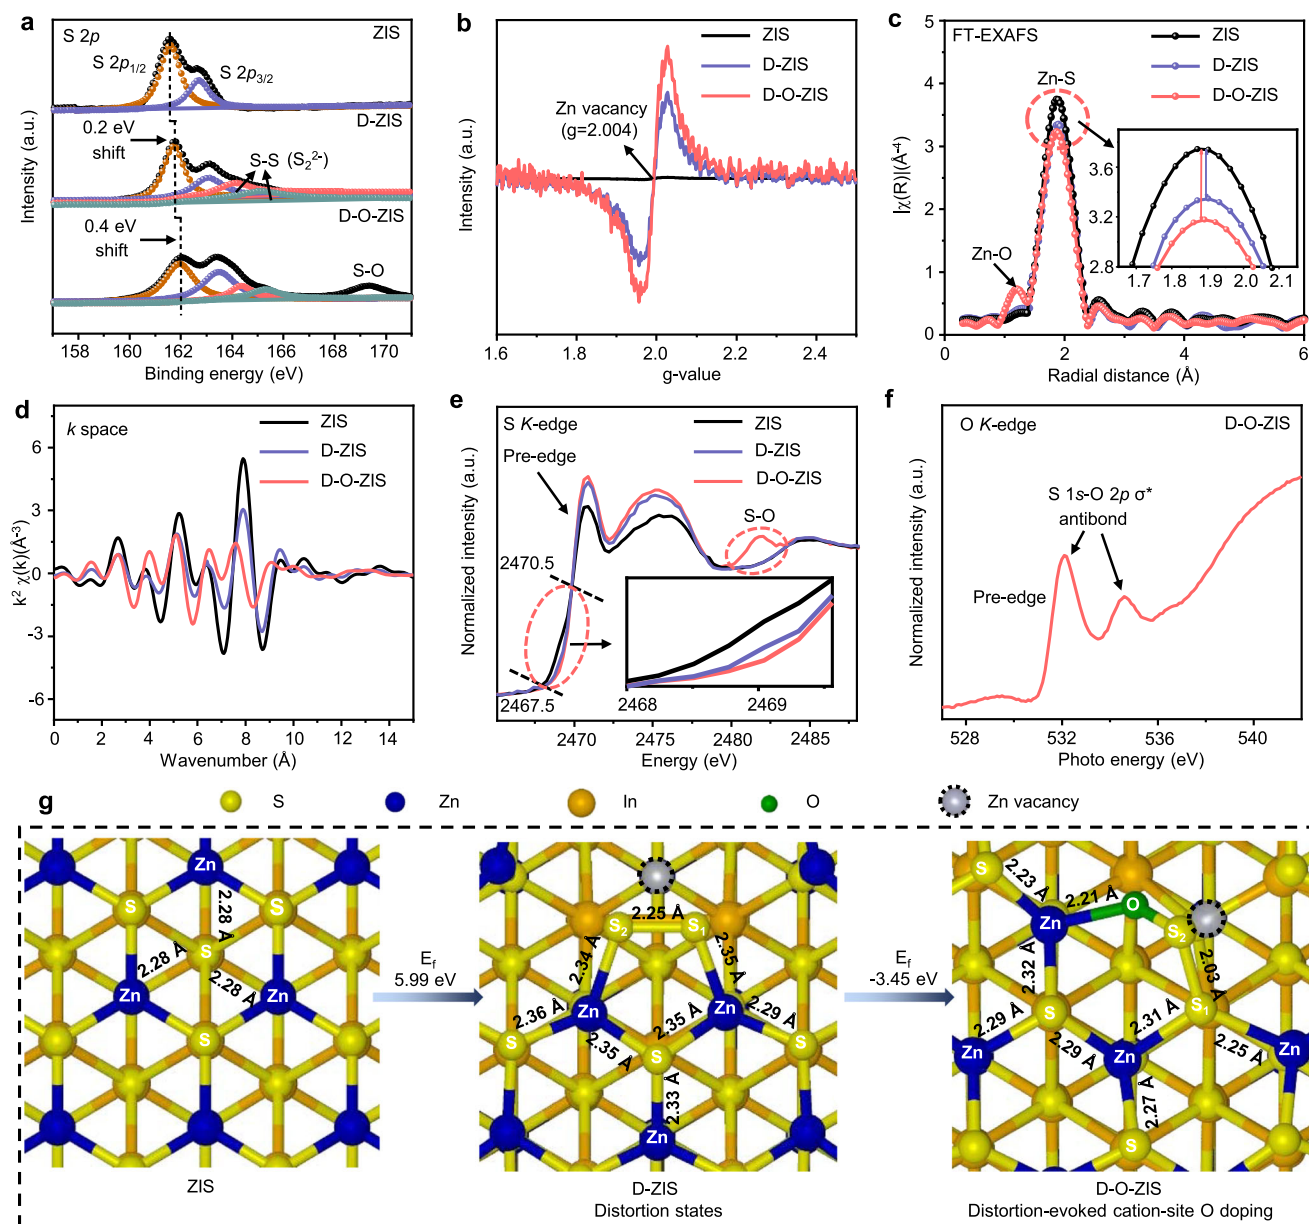 a
S 2p
ZIS
S 2p1/2
S 2p3/2
D-ZIS
0.2 eV
shift
S-S (S₂²⁻)
D-O-ZIS
0.4 eV
shift
S-O
Intensity (a.u.)
157 160 162 164 166 168 170
Binding energy (eV)
b
ZIS
D-ZIS
D-O-ZIS
Zn vacancy
(g=2.004)
Intensity (a.u.)
1.6 1.8 2.0 2.2 2.4
g-value
c
FT-EXAFS
ZIS
D-ZIS
D-O-ZIS
Zn-S
Zn-O
|χ(R)|(Å⁻⁴)
5
4
3
2
1
0
0 2 4 6
Radial distance (Å)
3.6
3.2
2.8
1.7 1.8 1.9 2.0 2.1
d
k space
ZIS
D-ZIS
D-O-ZIS
k² χ(k)(Å⁻³)
6
3
0
-3
-6
0 2 4 6 8 10 12 14
Wavenumber (Å)
e
S K-edge
ZIS
D-ZIS
D-O-ZIS
Pre-edge
S-O
2470.5
2467.5
2468 2469
Normalized intensity (a.u.)
2470 2475 2480 2485
Energy (eV)
f
O K-edge
D-O-ZIS
S 1s-O 2p σ*
antibond
Pre-edge
Normalized intensity (a.u.)
528 532 536 540
Photo energy (eV)
g
S Zn In O Zn vacancy
Zn
S
S
2.28 Å
S
2.28 Å
2.28 Å
Zn
Zn
S
ZIS
E_f
5.99 eV
2.25 Å
S₂
S₁
2.34 Å
2.35 Å
Zn
Zn
2.36 Å
2.35 Å
2.29 Å
S
2.35 Å
S
S
2.33 Å
Zn
D-ZIS
Distortion states
E_f
-3.45 eV
S
2.23 Å
2.21 Å
O
Zn
S₂
2.32 Å
2.03 Å
2.29 Å
S
2.31 Å
S₁
Zn
2.29 Å
Zn
2.25 Å
Zn
2.27 Å
S
D-O-ZIS
Distortion-evoked cation-site O doping